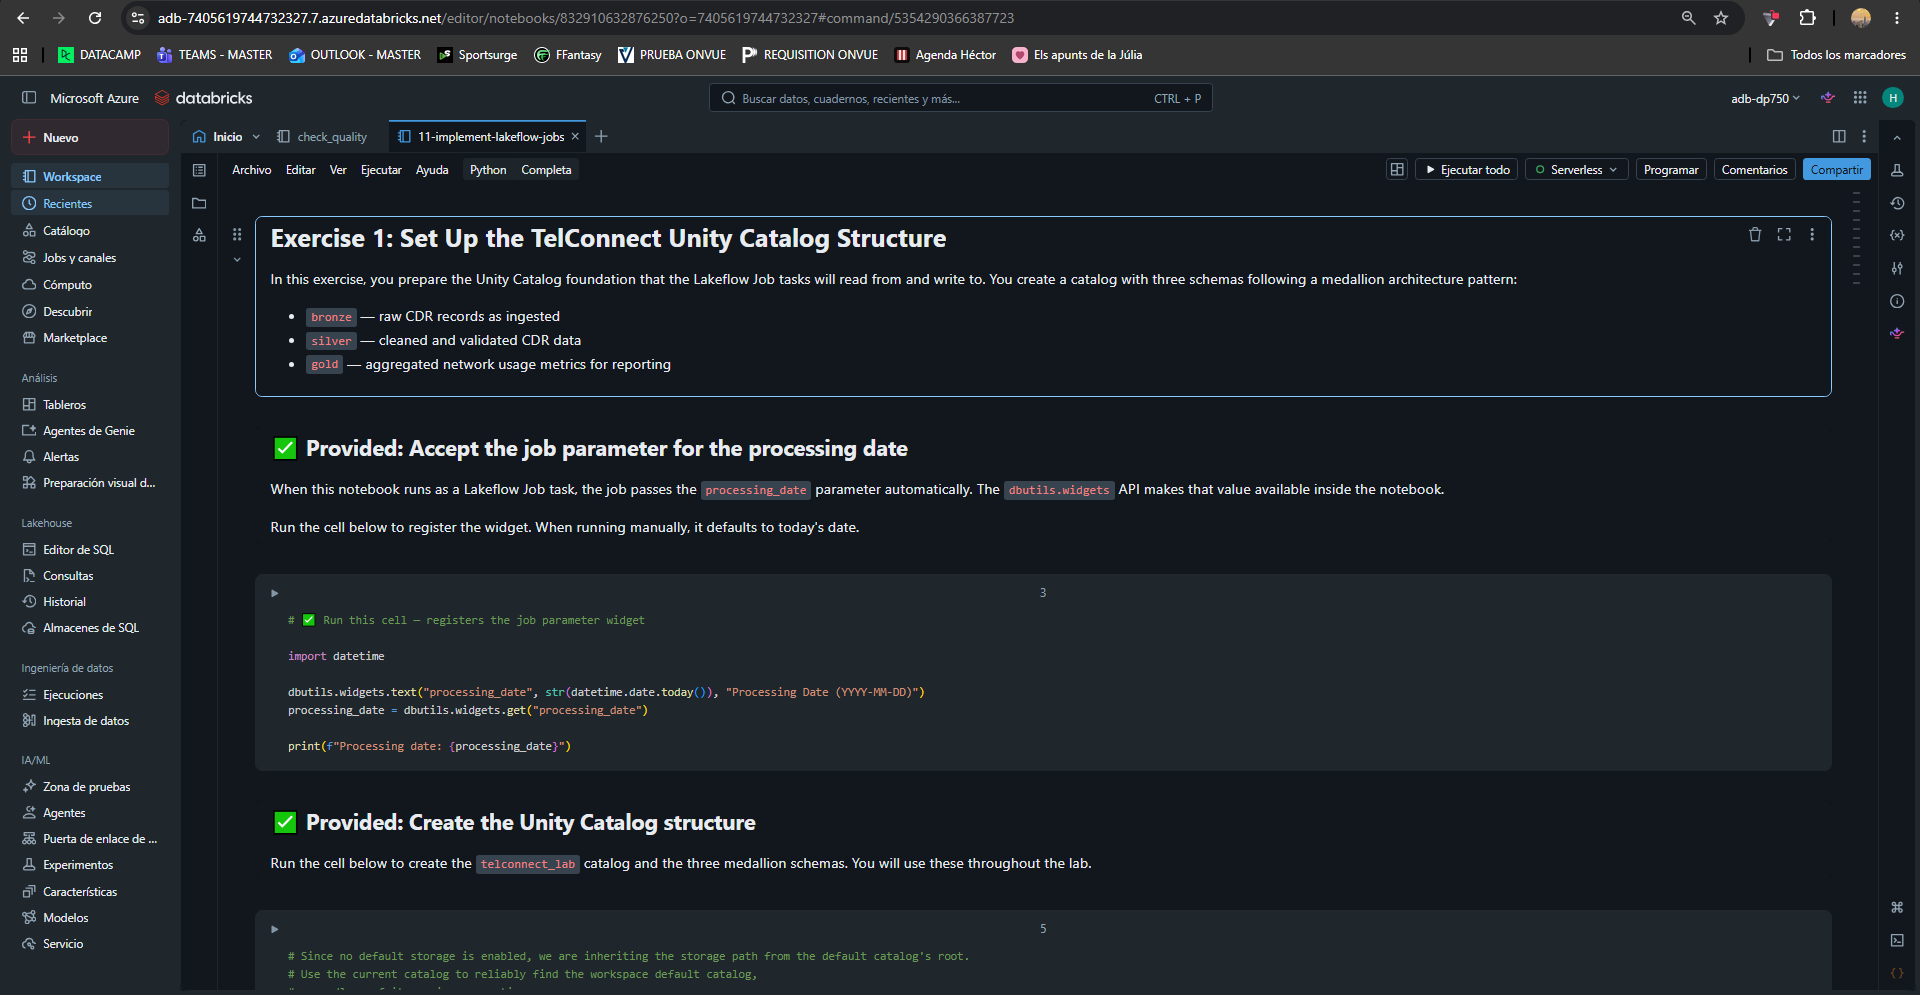 adb-7405619744732327.7.azuredatabricks.net/editor/notebooks/832910632876250?o=7405619744732327#command/5354290366387723
DATACAMP
TEAMS - MASTER
OUTLOOK - MASTER
Sportsurge
FFantasy
PRUEBA ONVUE
REQUISITION ONVUE
Agenda Héctor
Els apunts de la Júlia
Todos los marcadores
Microsoft Azure
databricks
Buscar datos, cuadernos, recientes y más...
CTRL + P
adb-dp750
H
Nuevo
Workspace
Recientes
Catálogo
Jobs y canales
Cómputo
Descubrir
Marketplace
Análisis
Tableros
Agentes de Genie
Alertas
Preparación visual d...
Lakehouse
Editor de SQL
Consultas
Historial
Almacenes de SQL
Ingeniería de datos
Ejecuciones
Ingesta de datos
IA/ML
Zona de pruebas
Agentes
Puerta de enlace de ...
Experimentos
Características
Modelos
Servicio
Inicio
check_quality
11-implement-lakeflow-jobs
Archivo
Editar
Ver
Ejecutar
Ayuda
Python
Completa
Ejecutar todo
Serverless
Programar
Comentarios
Compartir
Exercise 1: Set Up the TelConnect Unity Catalog Structure
In this exercise, you prepare the Unity Catalog foundation that the Lakeflow Job tasks will read from and write to. You create a catalog with three schemas following a medallion architecture pattern:
• bronze — raw CDR records as ingested
• silver — cleaned and validated CDR data
• gold — aggregated network usage metrics for reporting
✅ Provided: Accept the job parameter for the processing date
When this notebook runs as a Lakeflow Job task, the job passes the processing_date parameter automatically. The dbutils.widgets API makes that value available inside the notebook.
Run the cell below to register the widget. When running manually, it defaults to today's date.
3
# ✅ Run this cell — registers the job parameter widget
import datetime
dbutils.widgets.text("processing_date", str(datetime.date.today()), "Processing Date (YYYY-MM-DD)")
processing_date = dbutils.widgets.get("processing_date")
print(f"Processing date: {processing_date}")
✅ Provided: Create the Unity Catalog structure
Run the cell below to create the telconnect_lab catalog and the three medallion schemas. You will use these throughout the lab.
5
# Since no default storage is enabled, we are inheriting the storage path from the default catalog's root.
# Use the current catalog to reliably find the workspace default catalog,